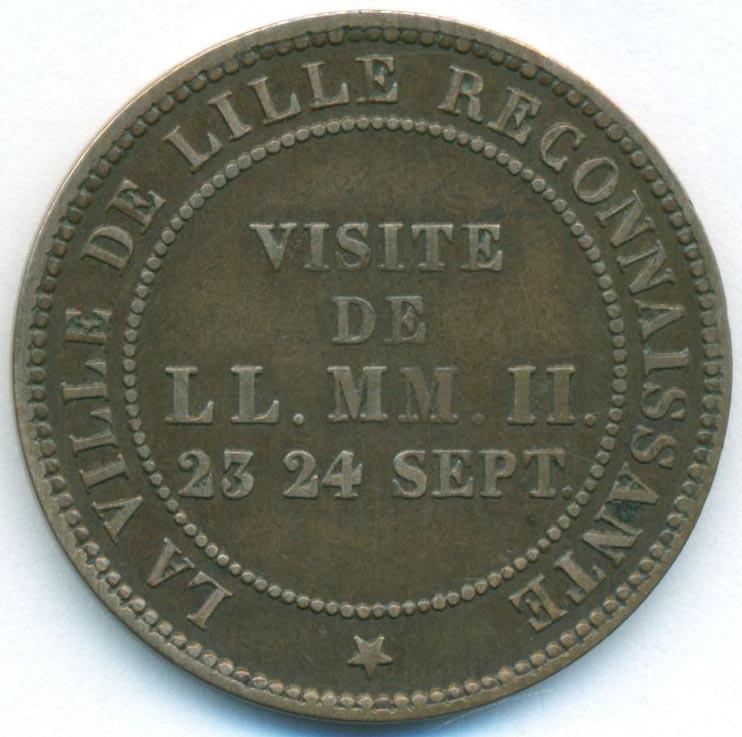 LA VILLE DE LILLE RECONNAISSANTE
VISITE
DE
LL. MM. II.
23 24 SEPT.